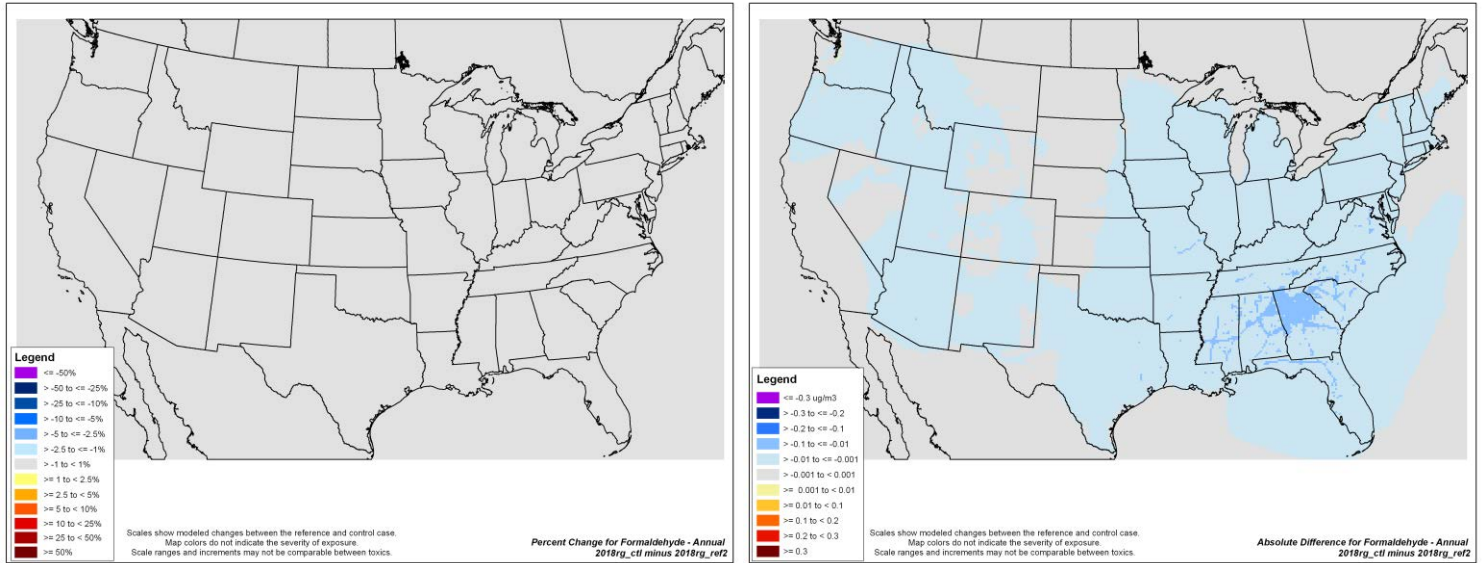 Legend
<= -50%
> -50 to <= -25%
> -25 to <= -10%
> -10 to <= -5%
> -5 to <= -2.5%
> -2.5 to <= -1%
> -1 to < 1%
>= 1 to < 2.5%
>= 2.5 to < 5%
>= 5 to < 10%
>= 10 to < 25%
>= 25 to < 50%
>= 50%
Scales show modeled changes between the reference and control case.
Map colors do not indicate the severity of exposure.
Scale ranges and increments may not be comparable between toxics.
Percent Change for Formaldehyde - Annual
2018rg_ctl minus 2018rg_ref2
Legend
<= -0.3 ug/m3
> -0.3 to <= -0.2
> -0.2 to <= -0.1
> -0.1 to <= -0.01
> -0.01 to <= -0.001
> -0.001 to < 0.001
>= 0.001 to < 0.01
>= 0.01 to < 0.1
>= 0.1 to < 0.2
>= 0.2 to < 0.3
>= 0.3
Scales show modeled changes between the reference and control case.
Map colors do not indicate the severity of exposure.
Scale ranges and increments may not be comparable between toxics.
Absolute Difference for Formaldehyde - Annual
2018rg_ctl minus 2018rg_ref2